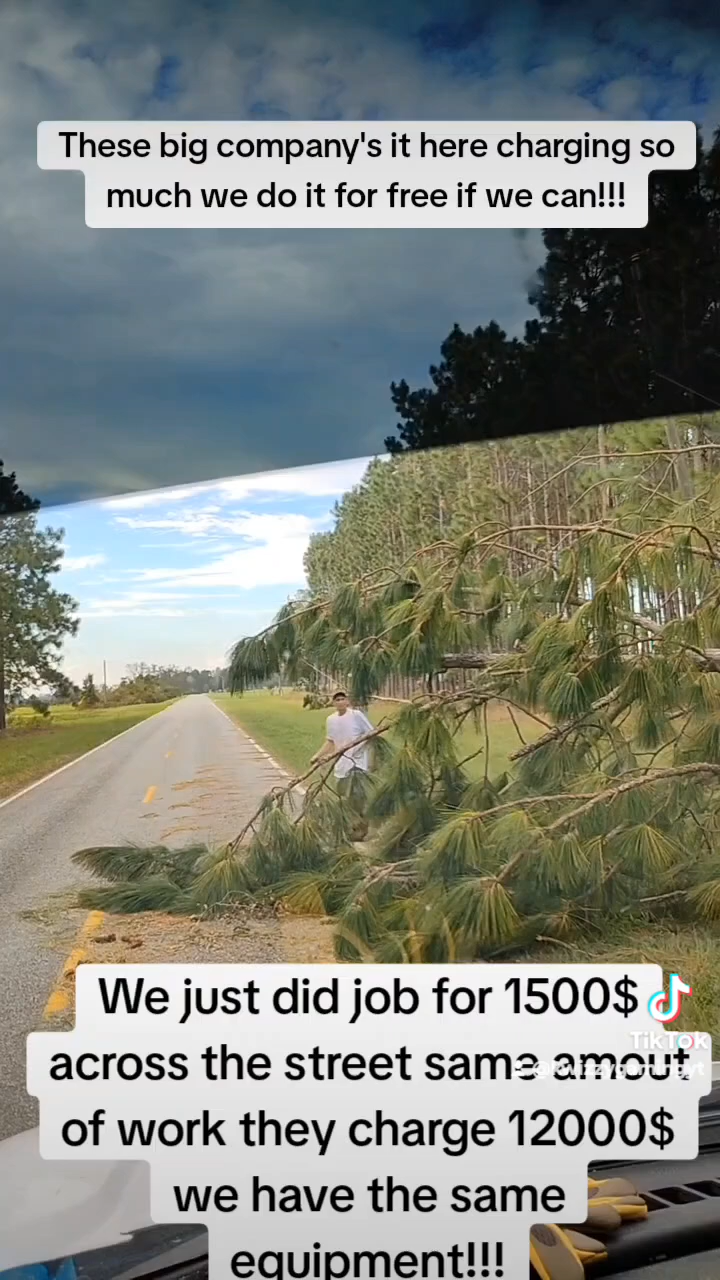 These big company's it here charging so
much we do it for free if we can!!!
We just did job for 1500$
TikTok
across the street same amout
of work they charge 12000$
we have the same
equipment!!!